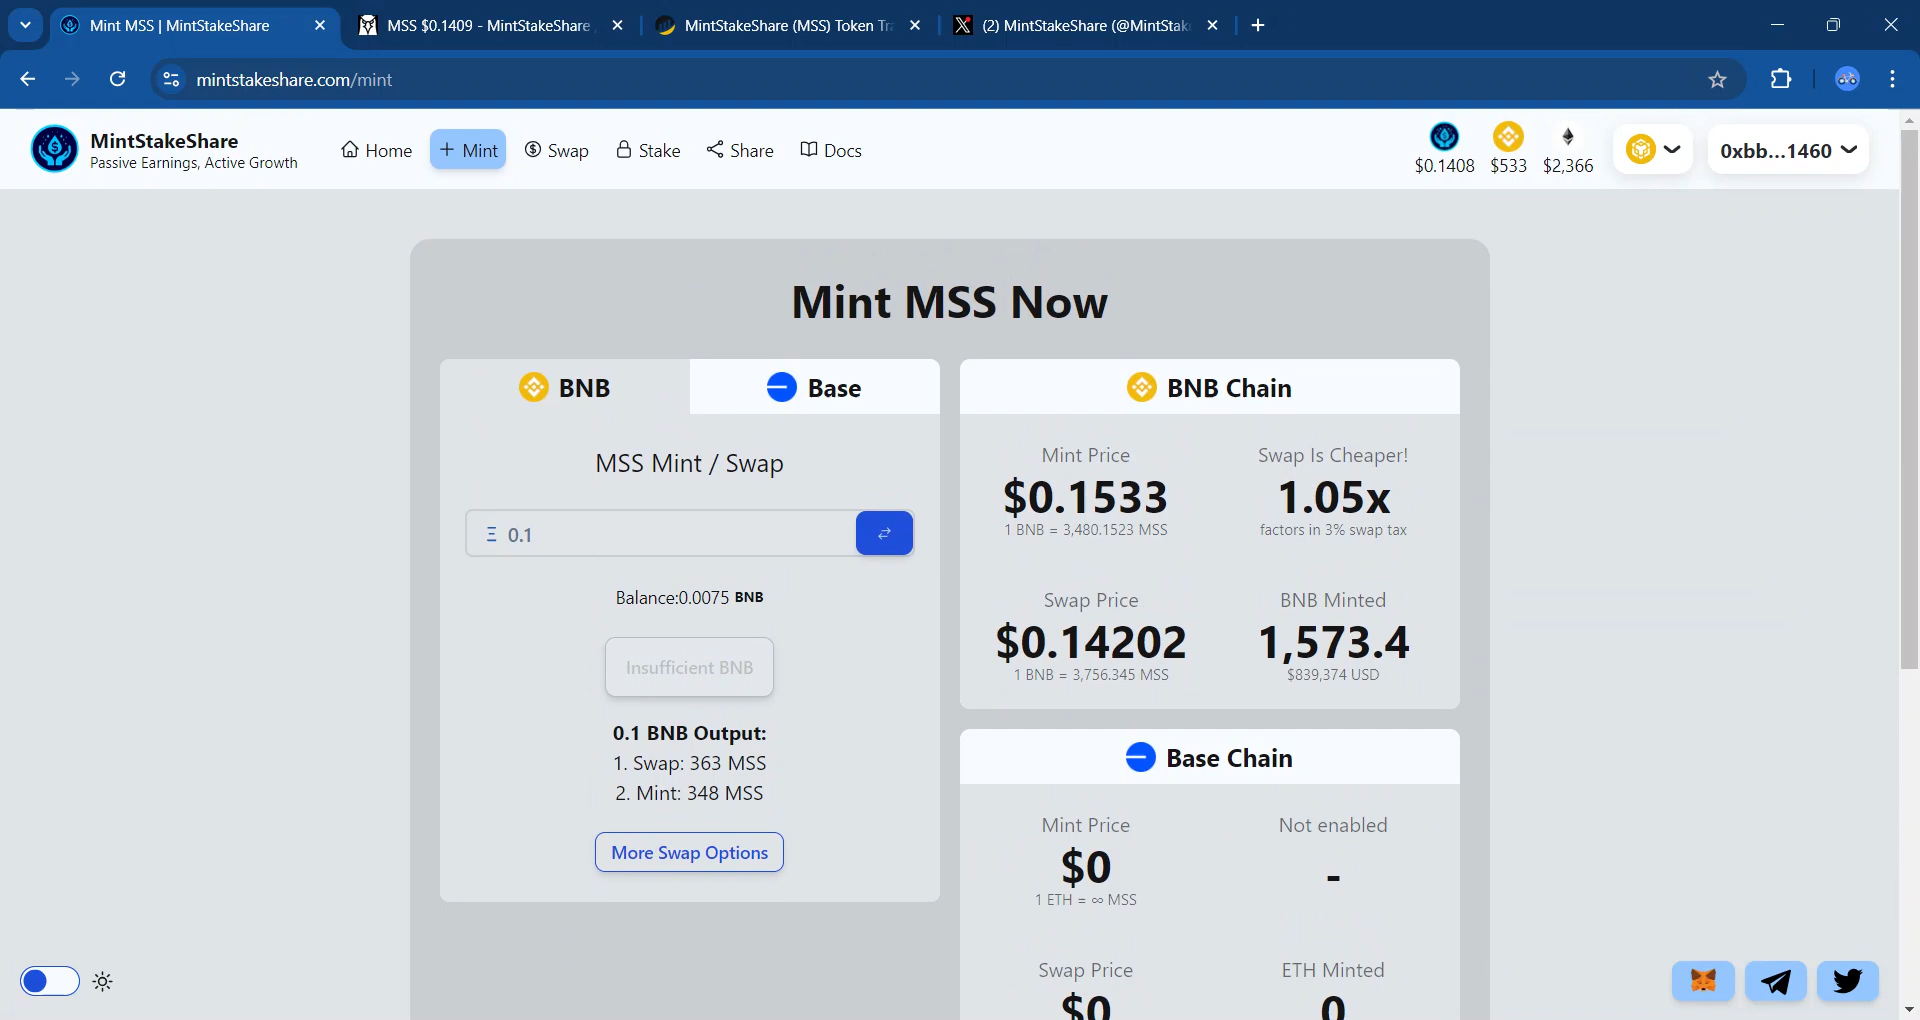 Mint MSS | MintStakeShare
MSS $0.1409 - MintStakeShare
MintStakeShare (MSS) Token Tra
(2) MintStakeShare (@MintStak
mintstakeshare.com/mint
MintStakeShare
Passive Earnings, Active Growth
Home
+ Mint
Swap
Stake
Share
Docs
$0.1408
$533
$2,366
0xbb...1460
Mint MSS Now
BNB
Base
MSS Mint / Swap
Ξ 0.1
Balance:0.0075 BNB
Insufficient BNB
0.1 BNB Output:
1. Swap: 363 MSS
2. Mint: 348 MSS
More Swap Options
BNB Chain
Mint Price
$0.1533
1 BNB = 3,480.1523 MSS
Swap Is Cheaper!
1.05x
factors in 3% swap tax
Swap Price
$0.14202
1 BNB = 3,756.345 MSS
BNB Minted
1,573.4
$839,374 USD
Base Chain
Mint Price
$0
1 ETH = ∞ MSS
Not enabled
-
Swap Price
$0
ETH Minted
0